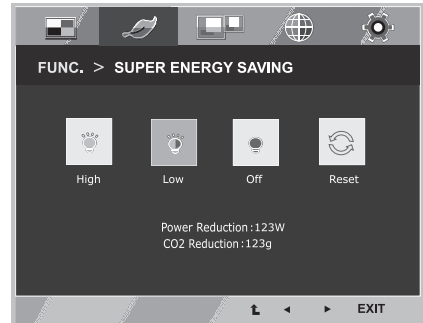 FUNC. > SUPER ENERGY SAVING
High Low Off Reset
Power Reduction :123W
CO2 Reduction :123g
EXIT